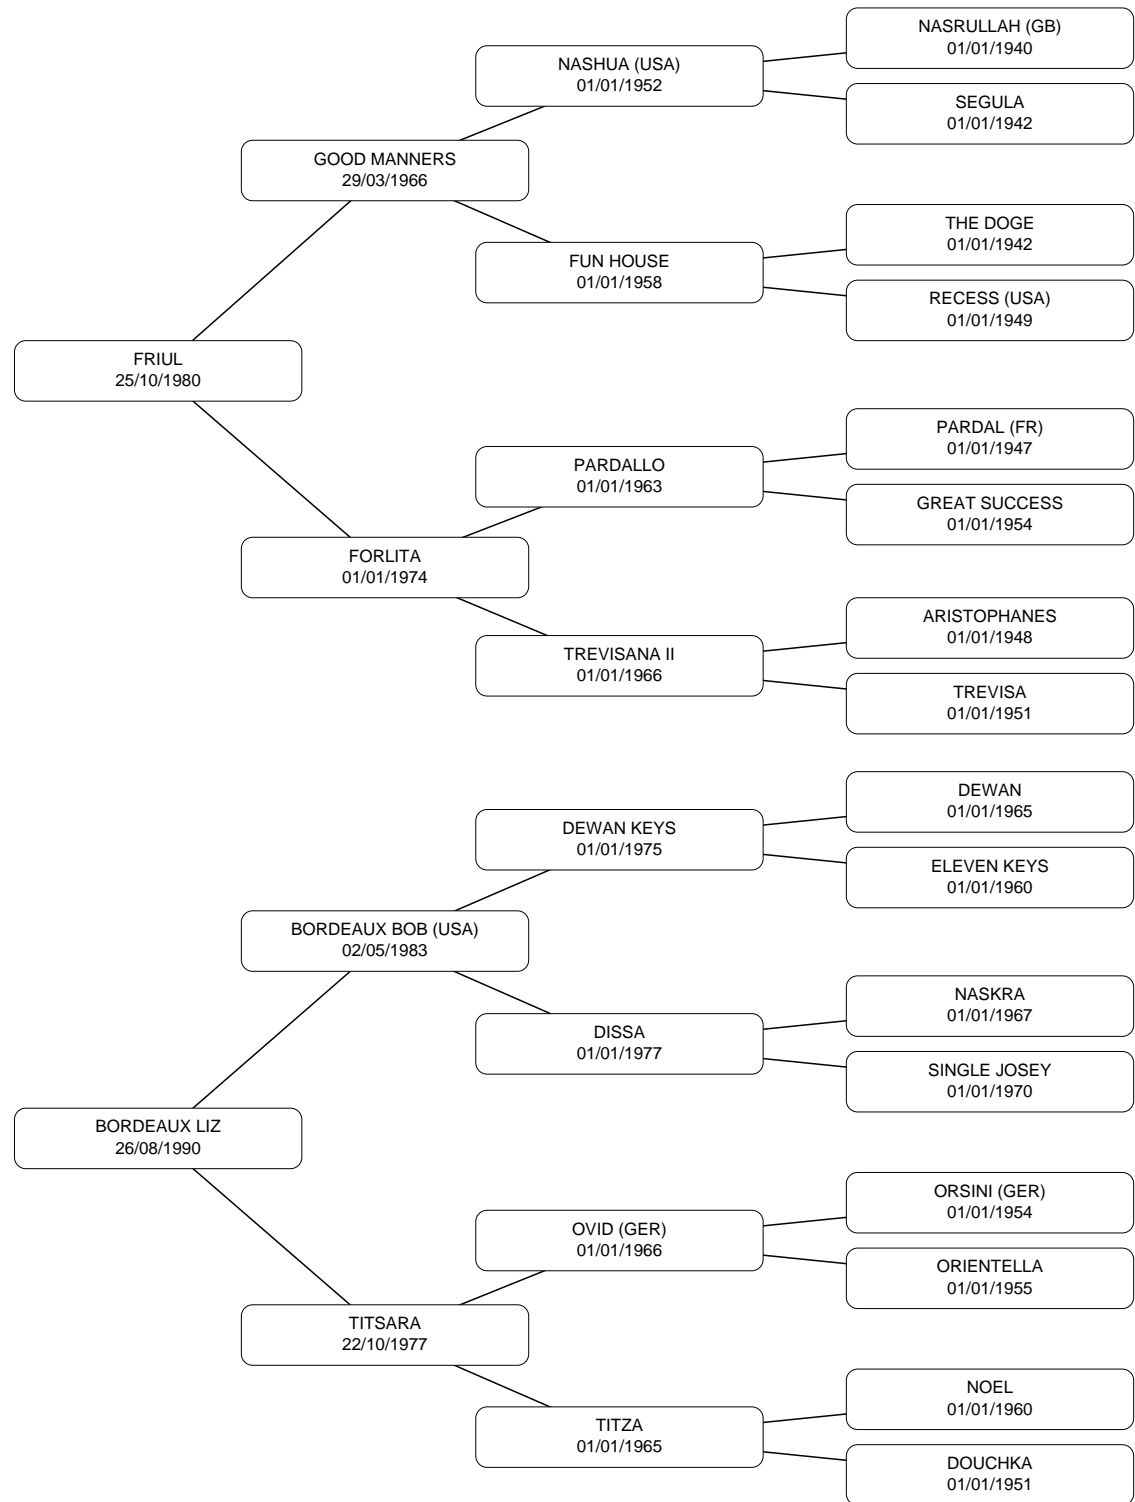 NASRULLAH (GB)
01/01/1940
NASHUA (USA)
01/01/1952
SEGULA
01/01/1942
GOOD MANNERS
29/03/1966
THE DOGE
01/01/1942
FUN HOUSE
01/01/1958
RECESS (USA)
01/01/1949
FRIUL
25/10/1980
PARDAL (FR)
01/01/1947
PARDALLO
01/01/1963
GREAT SUCCESS
01/01/1954
FORLITA
01/01/1974
ARISTOPHANES
01/01/1948
TREVISANA II
01/01/1966
TREVISA
01/01/1951
DEWAN
01/01/1965
DEWAN KEYS
01/01/1975
ELEVEN KEYS
01/01/1960
BORDEAUX BOB (USA)
02/05/1983
NASKRA
01/01/1967
DISSA
01/01/1977
SINGLE JOSEY
01/01/1970
BORDEAUX LIZ
26/08/1990
ORSINI (GER)
01/01/1954
OVID (GER)
01/01/1966
ORIENTELLA
01/01/1955
TITSARA
22/10/1977
NOEL
01/01/1960
TITZA
01/01/1965
DOUCHKA
01/01/1951